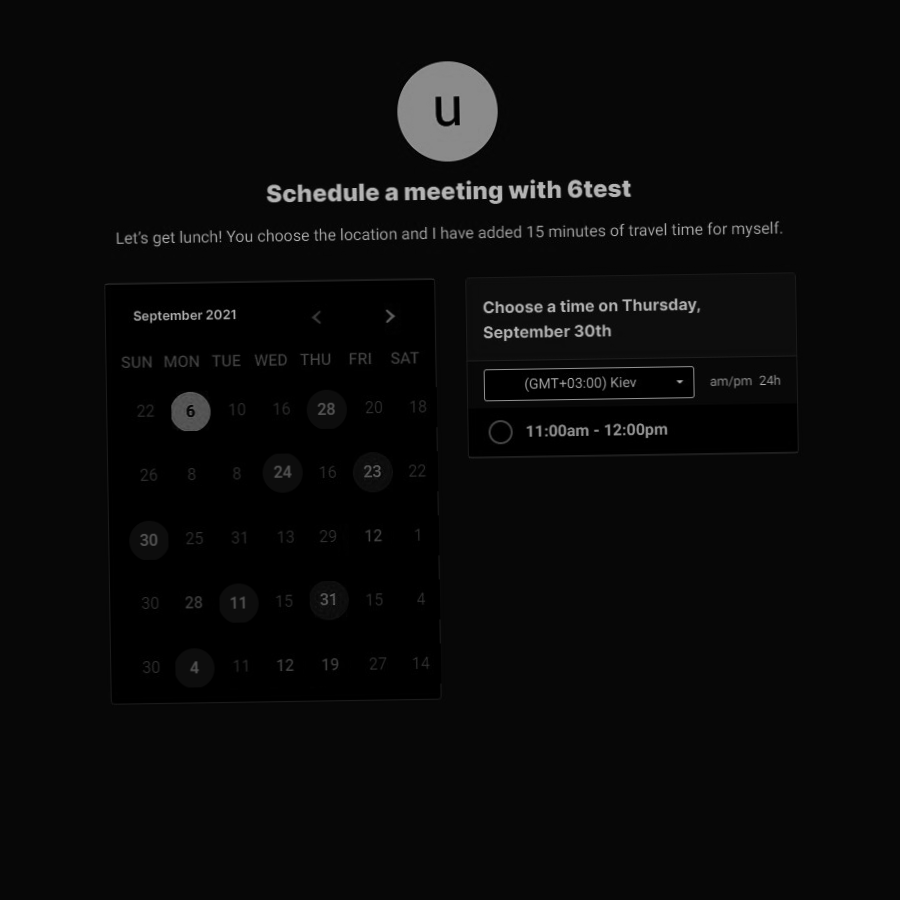 u
Schedule a meeting with 6test
Let's get lunch! You choose the location and I have added 15 minutes of travel time for myself.
September 2021
SUN MON TUE WED THU FRI SAT
22 6 10 16 28 20 18
26 8 8 24 16 23 22
30 25 31 13 29 12 1
30 28 11 15 31 15 4
30 4 11 12 19 27 14
Choose a time on Thursday,
September 30th
(GMT+03:00) Kiev am/pm 24h
11:00am - 12:00pm